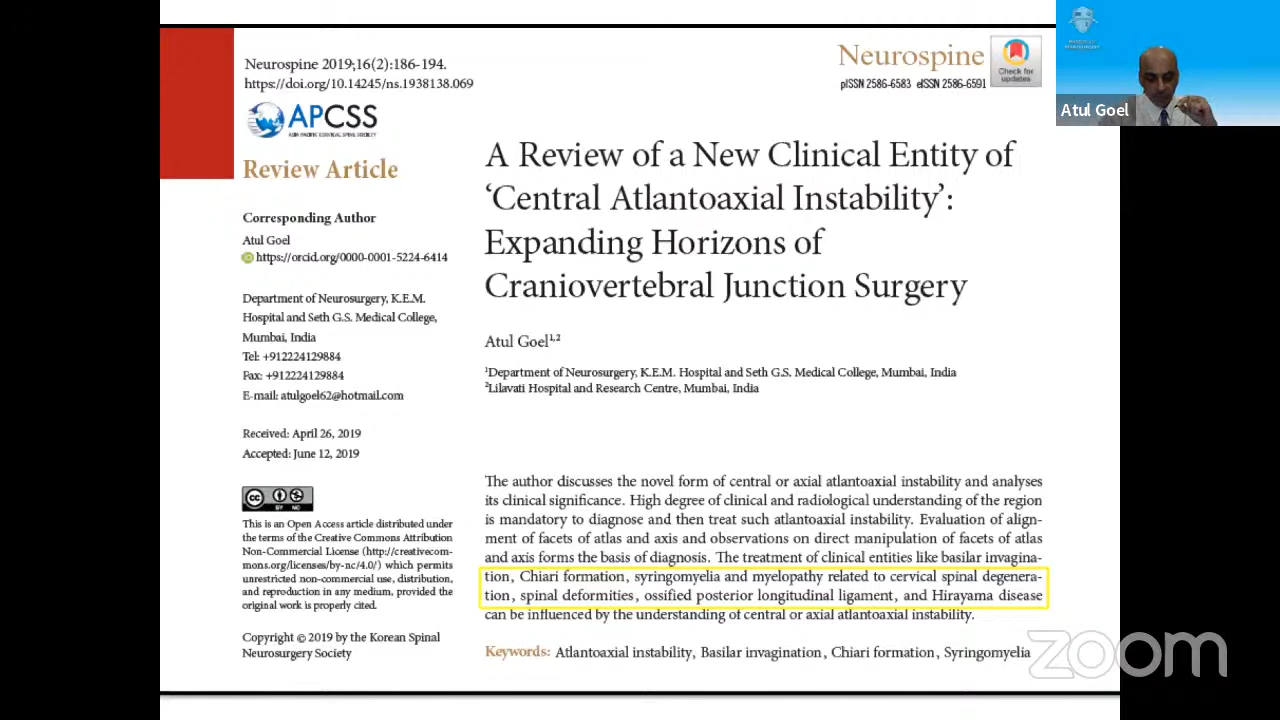 Neurospine 2019;16(2):186-194.
https://doi.org/10.14245/ns.1938138.069
Neurospine
pISSN 2586-6583 eISSN 2586-6591
Check for
updates
APCSS
ASIA PACIFIC CERVICAL SPINE SOCIETY
Review Article
Corresponding Author
Atul Goel
https://orcid.org/0000-0001-5224-6414
Department of Neurosurgery, K.E.M.
Hospital and Seth G.S. Medical College,
Mumbai, India
Tel: +912224129884
Fax: +912224129884
E-mail: atulgoel62@hotmail.com
Received: April 26, 2019
Accepted: June 12, 2019
cc
BY NC
This is an Open Access article distributed under
the terms of the Creative Commons Attribution
Non-Commercial License (http://creativecom-
mons.org/licenses/by-nc/4.0/) which permits
unrestricted non-commercial use, distribution,
and reproduction in any medium, provided the
original work is properly cited.
Copyright © 2019 by the Korean Spinal
Neurosurgery Society
A Review of a New Clinical Entity of
‘Central Atlantoaxial Instability’:
Expanding Horizons of
Craniovertebral Junction Surgery
Atul Goel1,2
1Department of Neurosurgery, K.E.M. Hospital and Seth G.S. Medical College, Mumbai, India
2Lilavati Hospital and Research Centre, Mumbai, India
The author discusses the novel form of central or axial atlantoaxial instability and analyses
its clinical significance. High degree of clinical and radiological understanding of the region
is mandatory to diagnose and then treat such atlantoaxial instability. Evaluation of align-
ment of facets of atlas and axis and observations on direct manipulation of facets of atlas
and axis forms the basis of diagnosis. The treatment of clinical entities like basilar invagina-
tion, Chiari formation, syringomyelia and myelopathy related to cervical spinal degenera-
tion, spinal deformities, ossified posterior longitudinal ligament, and Hirayama disease
can be influenced by the understanding of central or axial atlantoaxial instability.
Keywords: Atlantoaxial instability, Basilar invagination, Chiari formation, Syringomyelia
Atul Goel
zoom